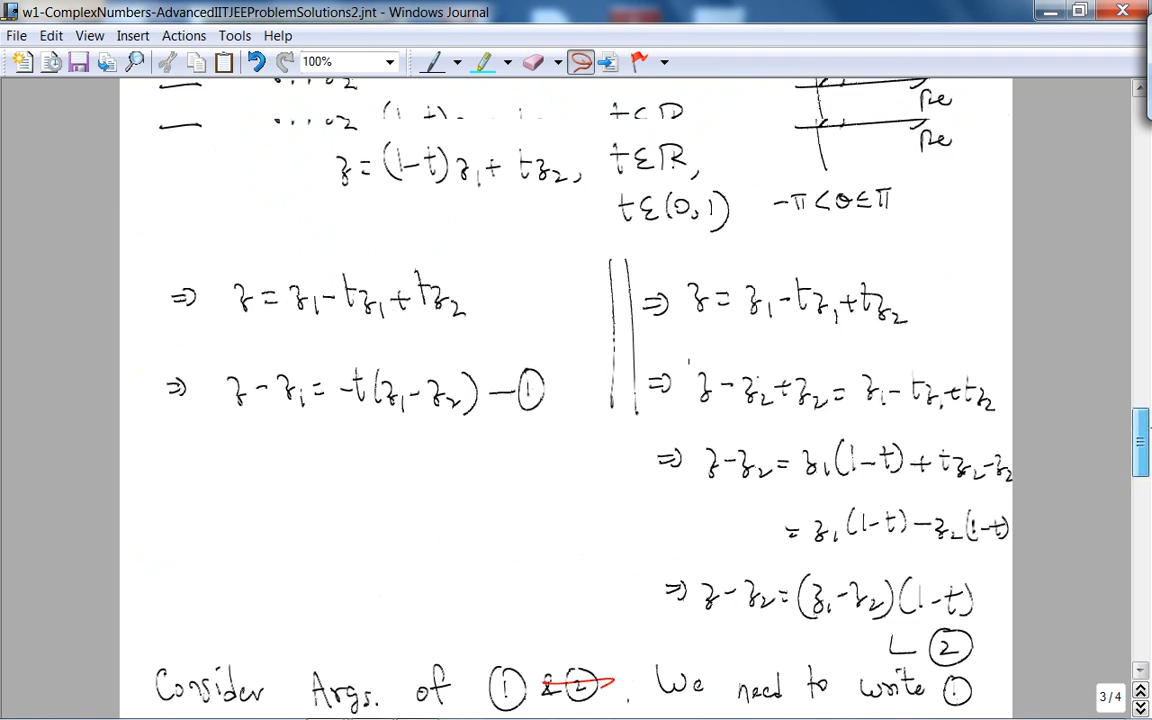 w1-ComplexNumbers-AdvancedIITJEEProblemSolutions2.jnt - Windows Journal
File Edit View Insert Actions Tools Help
100%
Re
Re
z = (1-t)z₁ + tz₂, t∈ℝ,
t∈(0,1) -π<θ≤π
⇒ z = z₁ - tz₁ + tz₂
⇒ z - z₁ = -t(z₁ - z₂) — ①
⇒ z = z₁ - tz₁ + tz₂
⇒ z - z₂ + z₂ = z₁ - tz₁ + tz₂
⇒ z - z₂ = z₁(1-t) + tz₂ - z₂
= z₁(1-t) - z₂(1-t)
⇒ z - z₂ = (z₁ - z₂)(1-t)
②
Consider Args. of ① & ② . We need to write ①
3/4